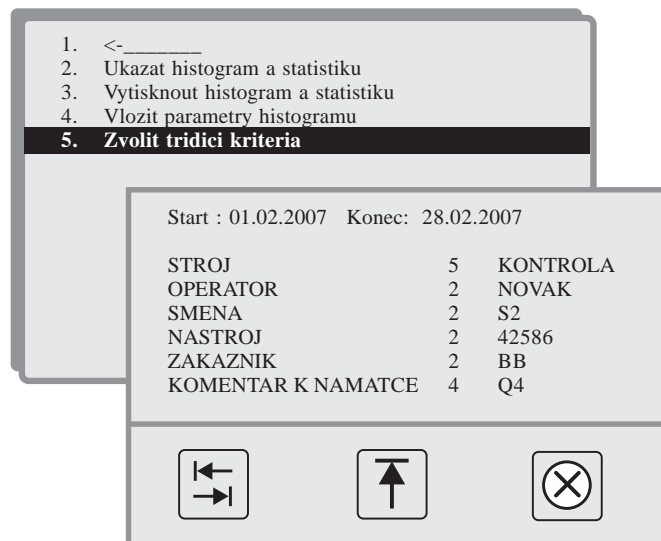 1. <-_______
2. Ukazat histogram a statistiku
3. Vytisknout histogram a statistiku
4. Vlozit parametry histogramu
5. Zvolit tridici kriteria
Start : 01.02.2007 Konec: 28.02.2007
STROJ 5 KONTROLA
OPERATOR 2 NOVAK
SMENA 2 S2
NASTROJ 2 42586
ZAKAZNIK 2 BB
KOMENTAR K NAMATCE 4 Q4